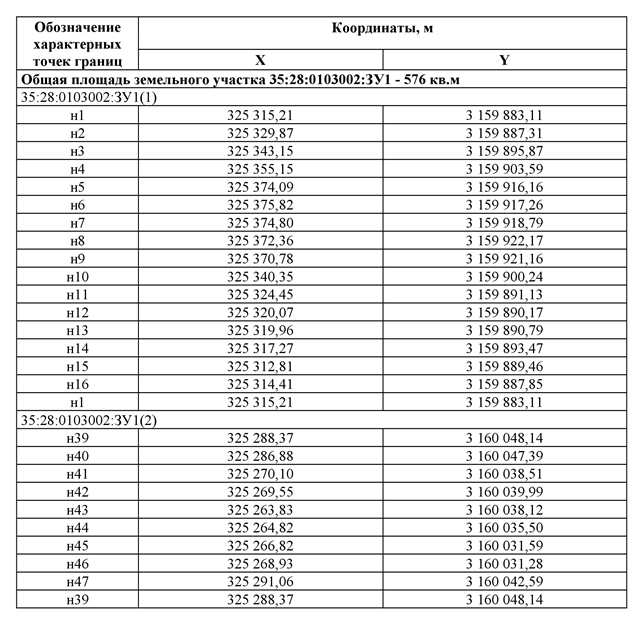 Обозначение характерных точек границ Координаты, м
X Y
Общая площадь земельного участка 35:28:0103002:ЗУ1 - 576 кв.м
35:28:0103002:ЗУ1(1)
н1 325 315,21 3 159 883,11
н2 325 329,87 3 159 887,31
н3 325 343,15 3 159 895,87
н4 325 355,15 3 159 903,59
н5 325 374,09 3 159 916,16
н6 325 375,82 3 159 917,26
н7 325 374,80 3 159 918,79
н8 325 372,36 3 159 922,17
н9 325 370,78 3 159 921,16
н10 325 340,35 3 159 900,24
н11 325 324,45 3 159 891,13
н12 325 320,07 3 159 890,17
н13 325 319,96 3 159 890,79
н14 325 317,27 3 159 893,47
н15 325 312,81 3 159 889,46
н16 325 314,41 3 159 887,85
н1 325 315,21 3 159 883,11
35:28:0103002:ЗУ1(2)
н39 325 288,37 3 160 048,14
н40 325 286,88 3 160 047,39
н41 325 270,10 3 160 038,51
н42 325 269,55 3 160 039,99
н43 325 263,83 3 160 038,12
н44 325 264,82 3 160 035,50
н45 325 266,82 3 160 031,59
н46 325 268,93 3 160 031,28
н47 325 291,06 3 160 042,59
н39 325 288,37 3 160 048,14